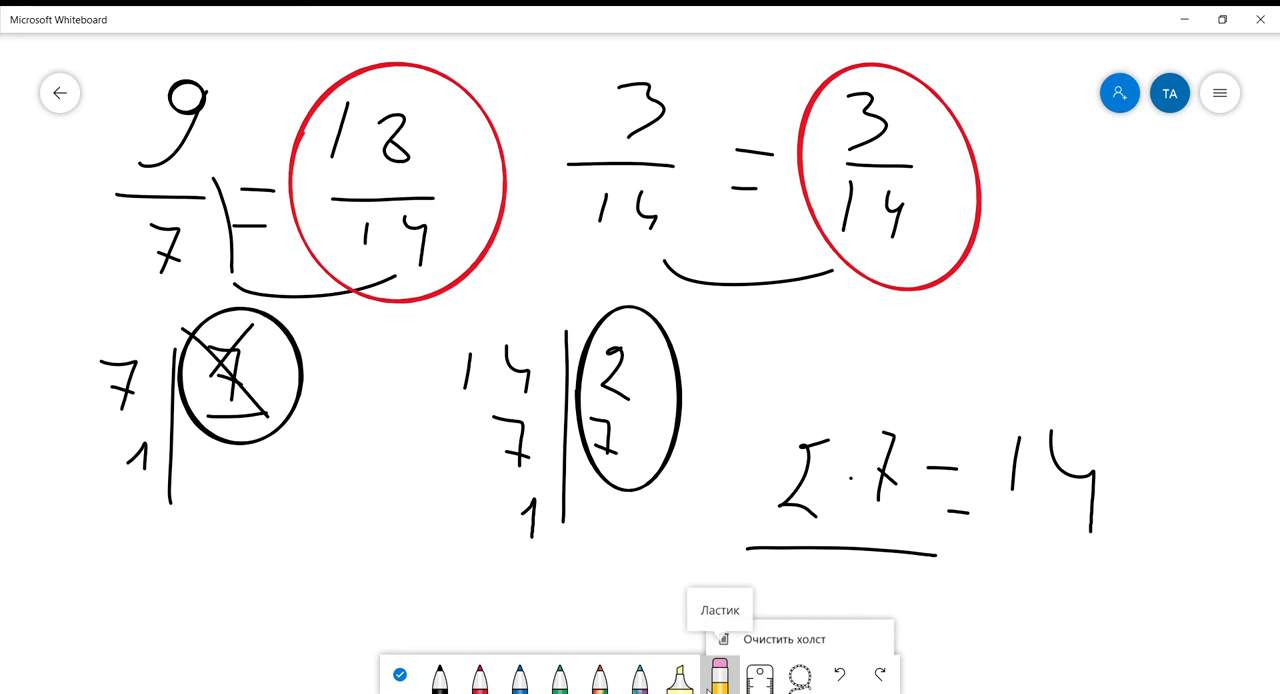 Microsoft Whiteboard
TA
9/7 = 18/14
3/14 = 3/14
7 | 7
1 |
14 | 2
7 | 7
1 |
2 · 7 = 14
Ластик
Очистить холст